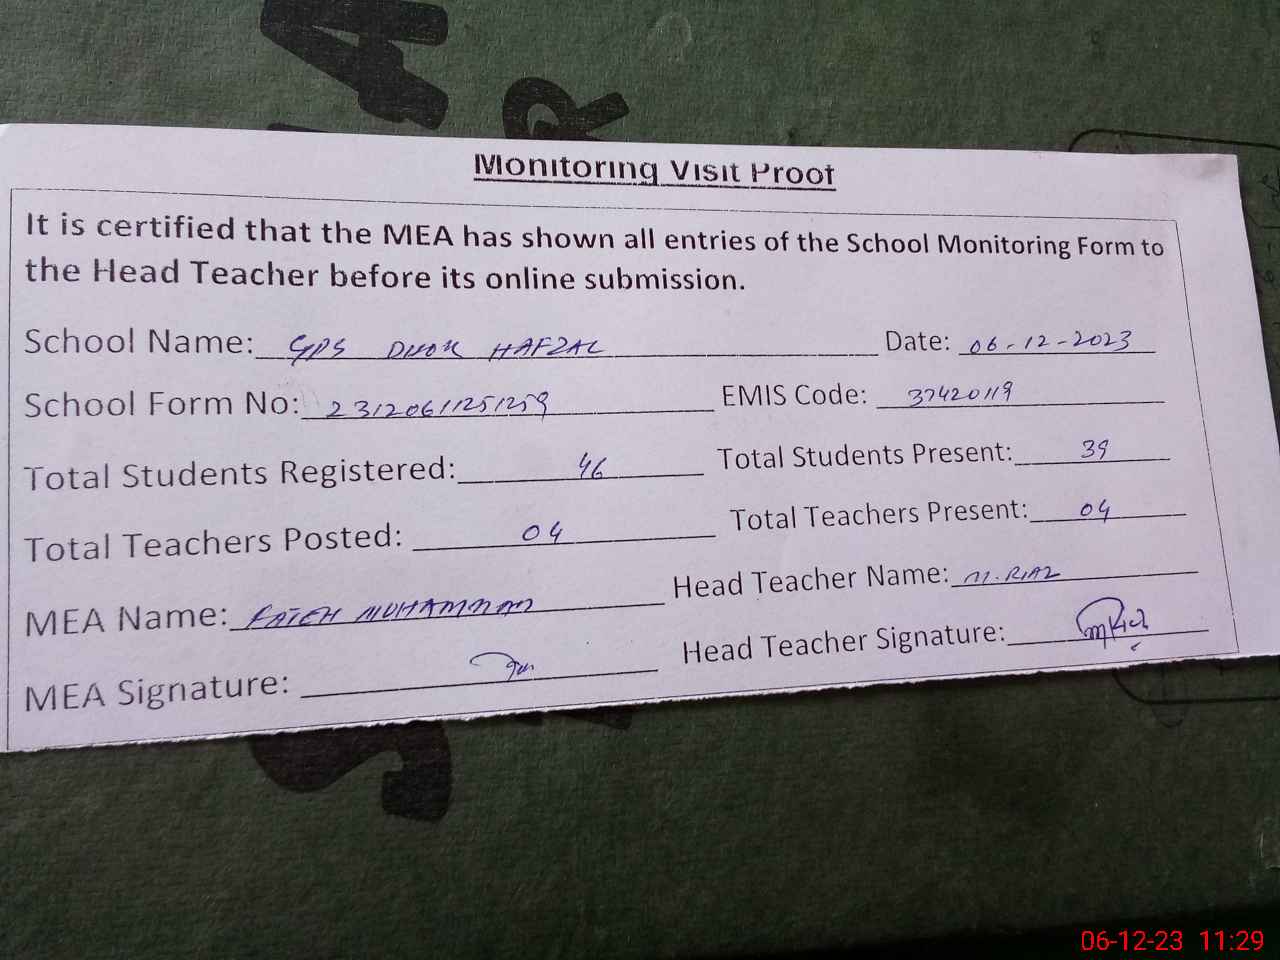 Monitoring Visit Proof
It is certified that the MEA has shown all entries of the School Monitoring Form to
the Head Teacher before its online submission.
School Name: GPS DHOK HAFZAL Date: 06-12-2023
School Form No: 23120611251259 EMIS Code: 37420119
Total Students Registered: 46 Total Students Present: 39
Total Teachers Posted: 04 Total Teachers Present: 04
MEA Name: FATEH MUHAMMAD Head Teacher Name: M. RIAZ
MEA Signature: Head Teacher Signature:
06-12-23 11:29